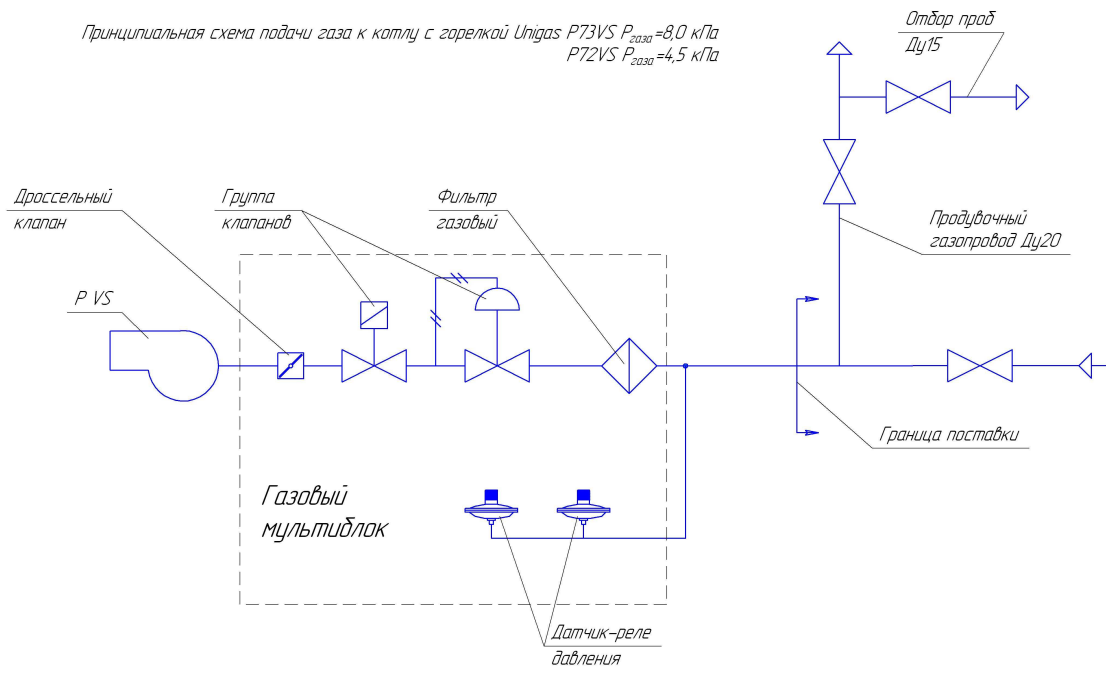 Принципиальная схема подачи газа к котлу с горелкой Unigas P73VS Pгаза=8,0 кПа
P72VS Pгаза=4,5 кПа
Отбор проб
Ду15
Дроссельный
клапан
Группа
клапанов
Фильтр
газовый
Продувочный
газопровод Ду20
P VS
Граница поставки
Газовый
мультиблок
Датчик-реле
давления